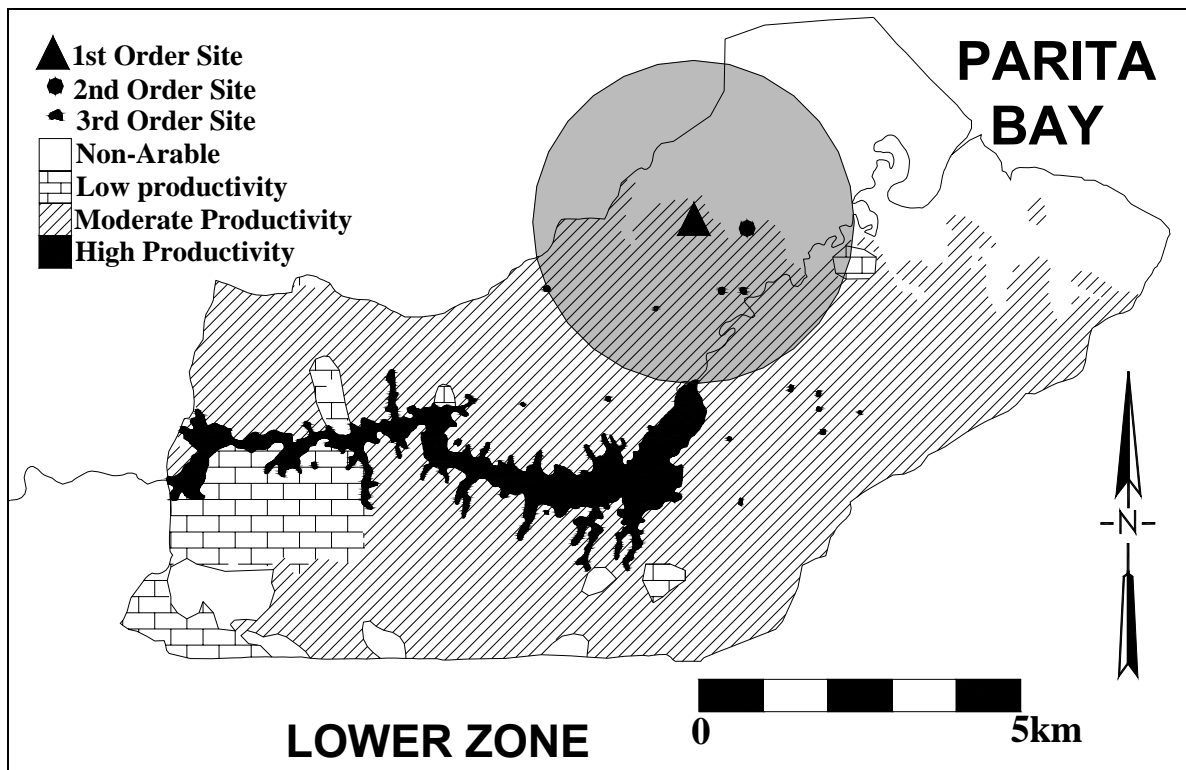 1st Order Site
2nd Order Site
3rd Order Site
Non-Arable
Low productivity
Moderate Productivity
High Productivity
PARITA
BAY
N
0
5km
LOWER ZONE